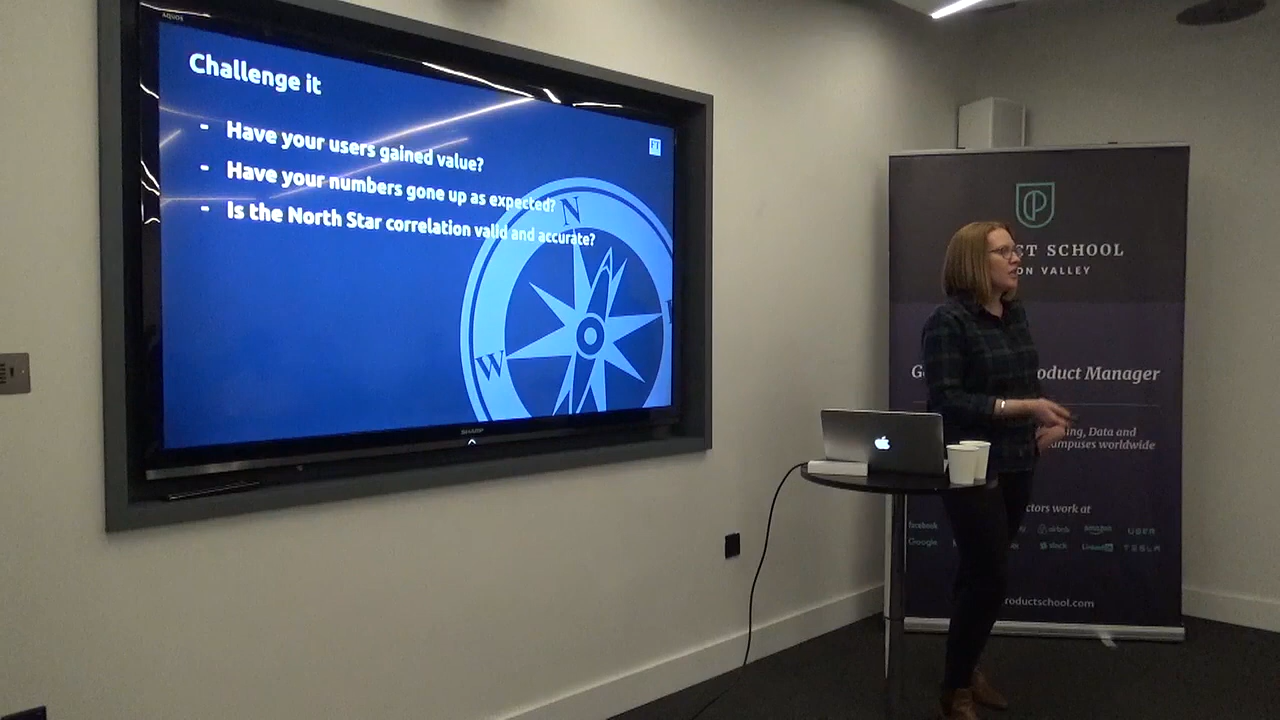 Challenge it
- Have your users gained value?
- Have your numbers gone up as expected?
- Is the North Star correlation valid and accurate?
FT
N
W
SHARP
P
SCHOOL
ON VALLEY
oduct Manager
ing, Data and
ampuses worldwide
ctors work at
facebook
airbnb
amazon
UBER
Google
slack
LinkedIn
TESLA
roductschool.com